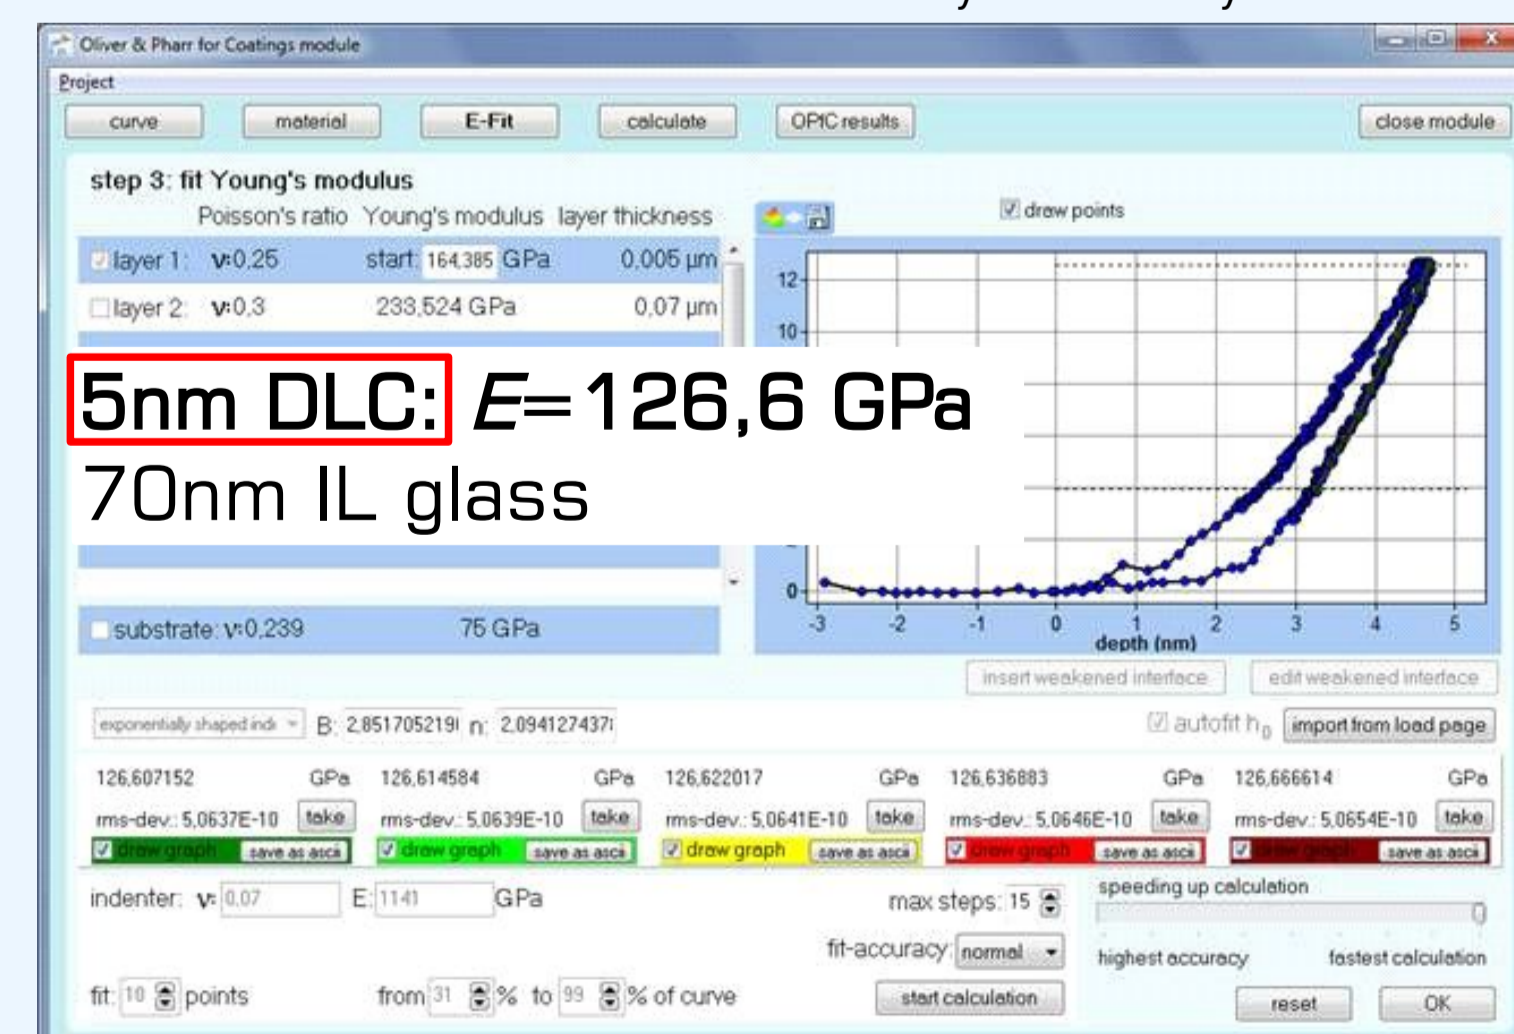 Oliver & Pharr for Coatings module
Project
curve material E-Fit calculate OPfC results close module
step 3: fit Young's modulus
Poisson's ratio Young's modulus layer thickness
draw points
layer 1: ν:0,25 start: 164,385 GPa 0,005 µm
layer 2: ν:0,3 233,524 GPa 0,07 µm
12
10
5nm DLC: E=126,6 GPa
70nm IL glass
0
-3 -2 -1 0 1 2 3 4 5
depth (nm)
substrate: ν:0,239 75 GPa
insert weakened interface edit weakened interface
exponentially shaped indi B: 2,851705219 n: 2,094127437 autofit h0 import from load page
126,607152 GPa 126,614584 GPa 126,622017 GPa 126,636883 GPa 126,666614 GPa
rms-dev.: 5,0637E-10 take rms-dev.: 5,0639E-10 take rms-dev.: 5,0641E-10 take rms-dev.: 5,0646E-10 take rms-dev.: 5,0654E-10 take
draw graph save as ascii draw graph save as ascii draw graph save as ascii draw graph save as ascii draw graph save as ascii
indenter: ν: 0,07 E: 1141 GPa max steps: 15 speeding up calculation
fit-accuracy: normal highest accuracy fastest calculation
fit: 10 points from 31 % to 99 % of curve start calculation reset OK